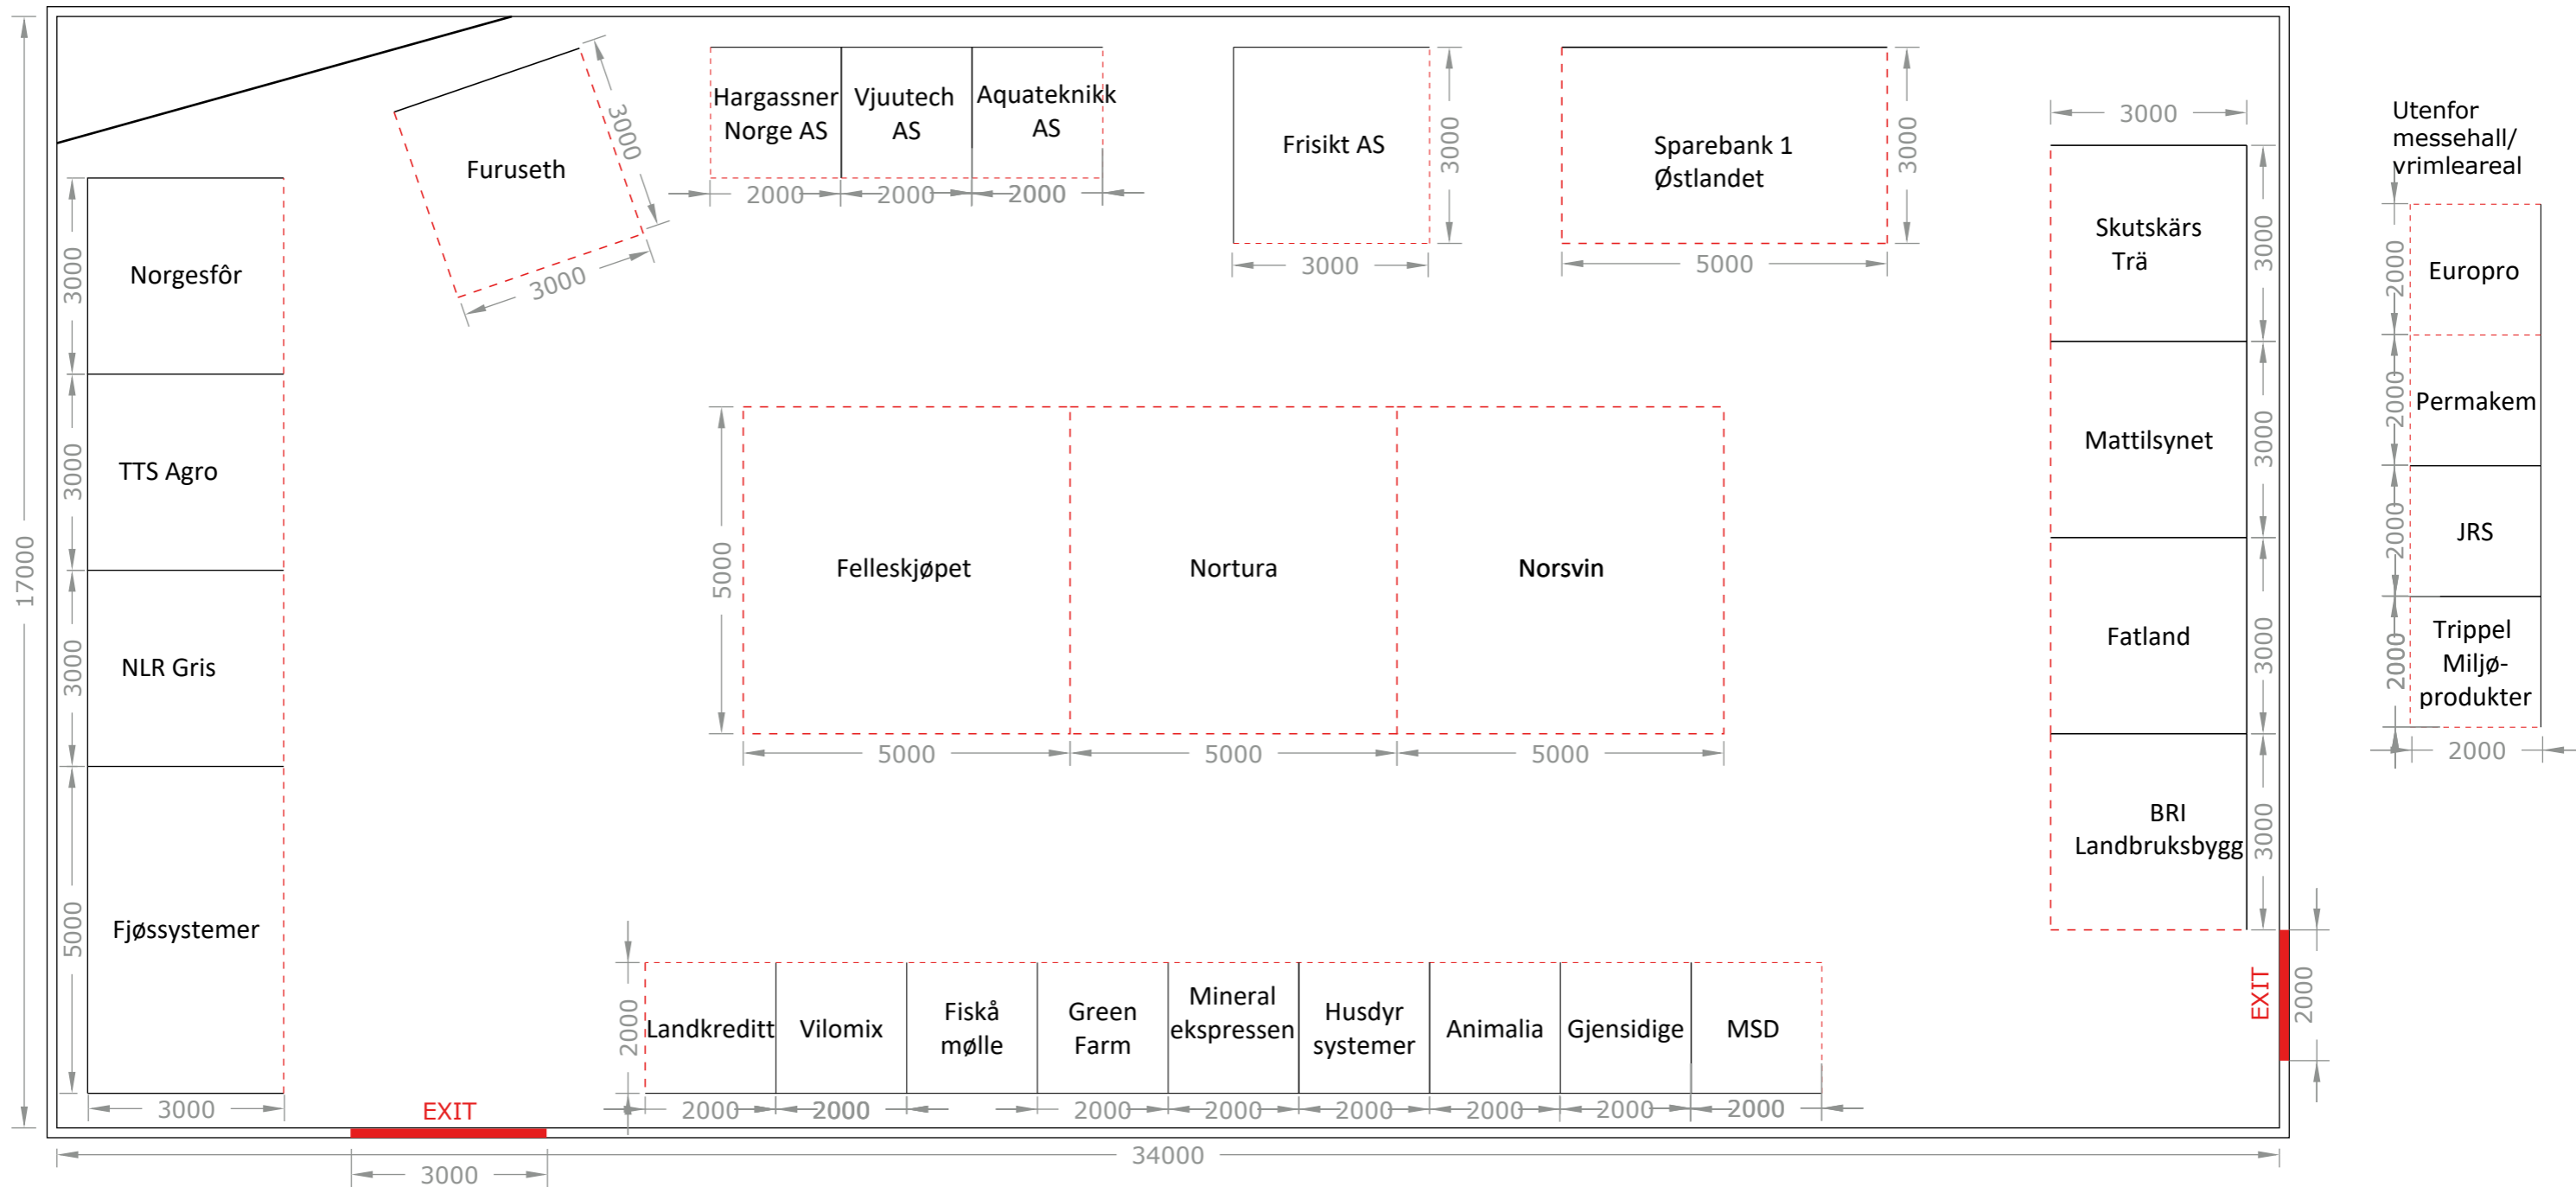 Hargassner
Norge AS
Vjuutech
AS
Aquateknikk
AS
2000
2000
2000
Furuseth
3000
3000
Frisikt AS
3000
3000
Sparebank 1
Østlandet
3000
5000
3000
Skutskärs
Trä
3000
Mattilsynet
3000
Fatland
3000
BRI
Landbruksbygg
3000
Utenfor
messehall/
vrimleareal
Europro
2000
Permakem
2000
JRS
2000
Trippel
Miljø-
produkter
2000
2000
17000
Norgesfôr
3000
TTS Agro
3000
NLR Gris
3000
Fjøssystemer
5000
3000
Felleskjøpet
Nortura
Norsvin
5000
5000
5000
5000
2000
Landkreditt
Vilomix
Fiskå
mølle
Green
Farm
Mineral
ekspressen
Husdyr
systemer
Animalia
Gjensidige
MSD
2000
2000
2000
2000
2000
2000
2000
2000
EXIT
2000
EXIT
3000
34000